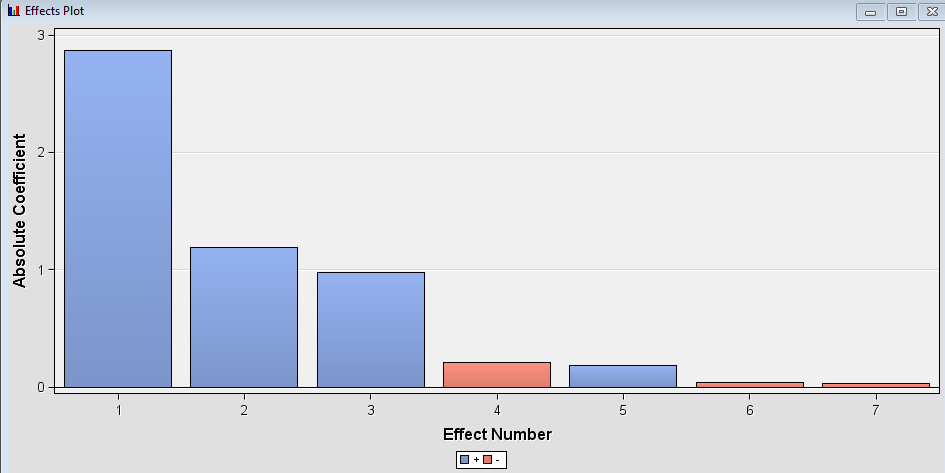 Effects Plot
3
2
1
0
Absolute Coefficient
1 2 3 4 5 6 7
Effect Number
+ -